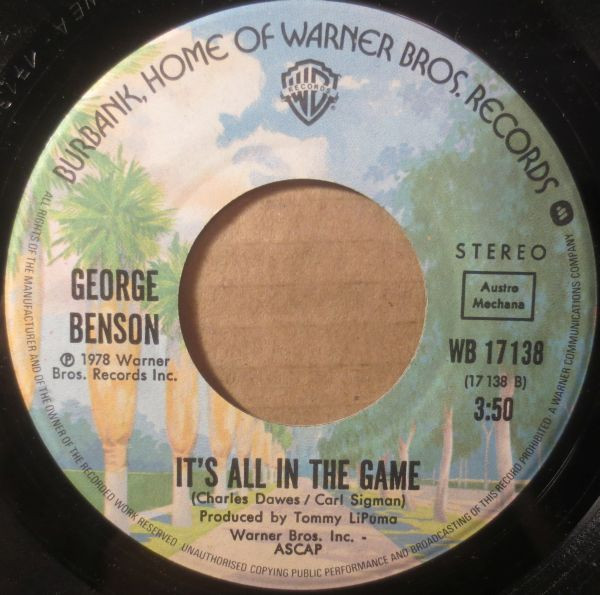 BURBANK, HOME OF WARNER BROS. RECORDS
RECORDS
GEORGE
BENSON
℗ 1978 Warner
Bros. Records Inc.
STEREO
Austro
Mechana
WB 17138
(17 138 B)
3:50
IT'S ALL IN THE GAME
(Charles Dawes / Carl Sigman)
Produced by Tommy LiPuma
Warner Bros. Inc. -
ASCAP
ALL RIGHTS OF THE MANUFACTURER AND OF THE OWNER OF THE RECORDED WORK RESERVED. UNAUTHORISED COPYING PUBLIC PERFORMANCE AND BROADCASTING OF THIS RECORD PROHIBITED. A WARNER COMMUNICATIONS COMPANY